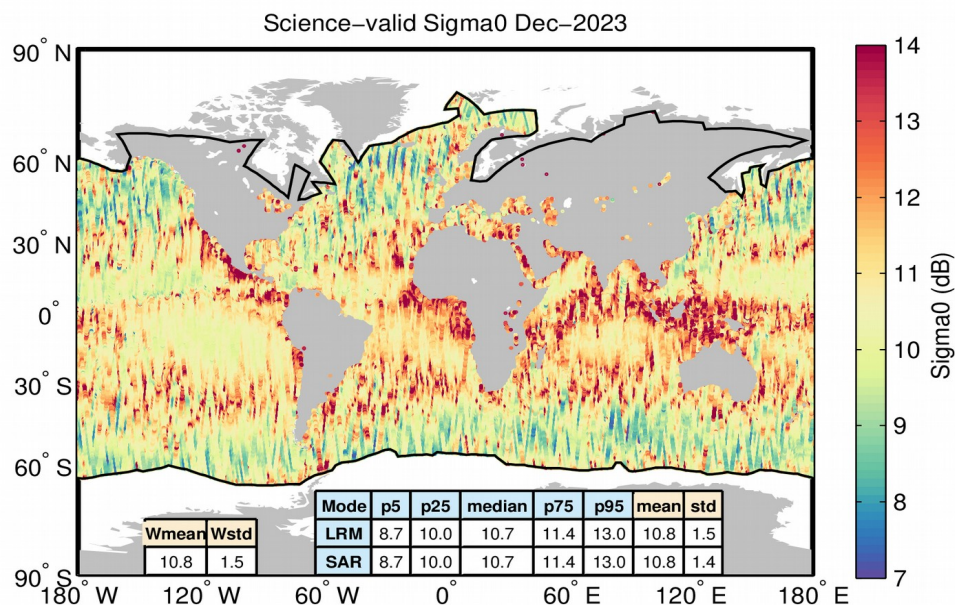 Science−valid Sigma0 Dec−2023
90° N
60° N
30° N
0°
30° S
60° S
90° S
180° W 120° W 60° W 0° 60° E 120° E 180° E
14
13
12
11
10
9
8
7
Sigma0 (dB)
Wmean Wstd
10.8 1.5
Mode p5 p25 median p75 p95 mean std
LRM 8.7 10.0 10.7 11.4 13.0 10.8 1.5
SAR 8.7 10.0 10.7 11.4 13.0 10.8 1.4